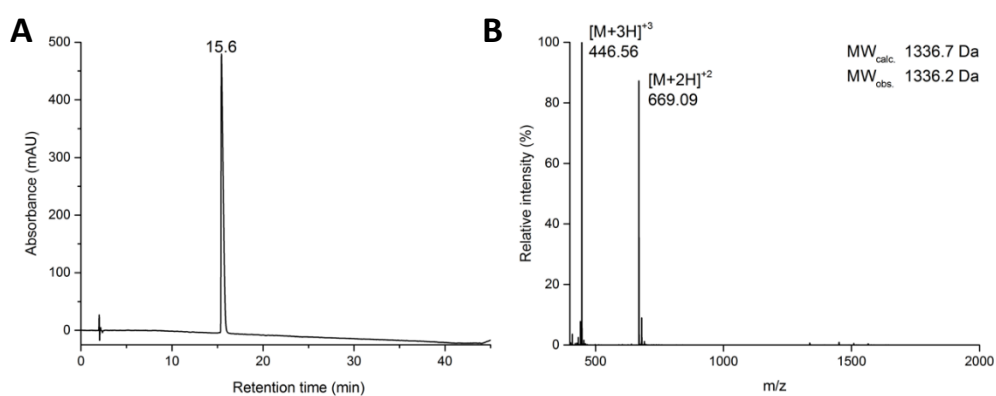 A
500
400
300
200
100
0
15.6
Absorbance (mAU)
0 10 20 30 40
Retention time (min)
B
100
80
60
40
20
0
[M+3H]+3
446.56
[M+2H]+2
669.09
MWcalc. 1336.7 Da
MWobs. 1336.2 Da
Relative intensity (%)
500 1000 1500 2000
m/z